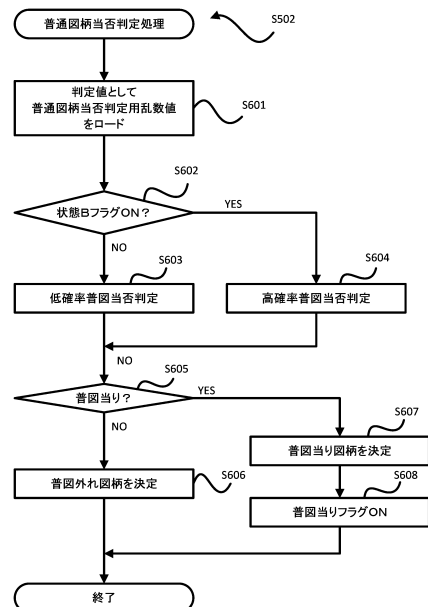 普通図柄当否判定処理
S502
判定値として
普通図柄当否判定用乱数値
をロード
S601
S602
状態BフラグON？
YES
NO
S603
S604
低確率普図当否判定
高確率普図当否判定
NO
S605
普図当り？
YES
NO
S607
普図当り図柄を決定
普図外れ図柄を決定
S606
S608
普図当りフラグON
終了